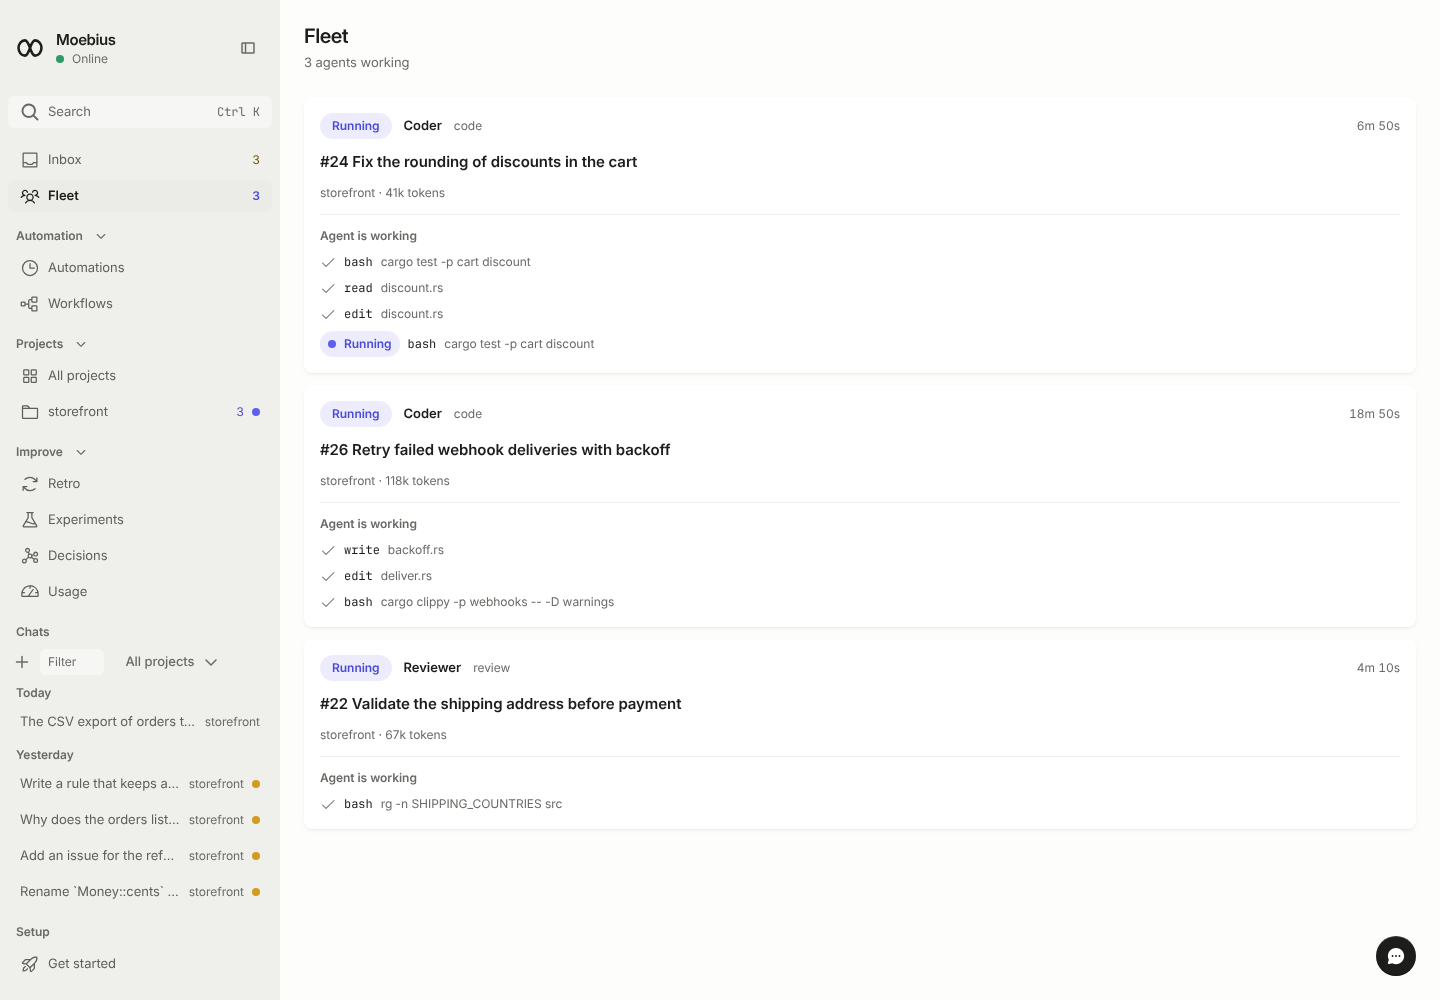 Moebius
Online
Search Ctrl K
Inbox 3
Fleet 3
Automation
Automations
Workflows
Projects
All projects
storefront 3
Improve
Retro
Experiments
Decisions
Usage
Chats
Filter All projects
Today
The CSV export of orders t... storefront
Yesterday
Write a rule that keeps a... storefront
Why does the orders list... storefront
Add an issue for the ref... storefront
Rename `Money::cents` ... storefront
Setup
Get started
Fleet
3 agents working
Running Coder code 6m 50s
#24 Fix the rounding of discounts in the cart
storefront · 41k tokens
Agent is working
bash cargo test -p cart discount
read discount.rs
edit discount.rs
Running bash cargo test -p cart discount
Running Coder code 18m 50s
#26 Retry failed webhook deliveries with backoff
storefront · 118k tokens
Agent is working
write backoff.rs
edit deliver.rs
bash cargo clippy -p webhooks -- -D warnings
Running Reviewer review 4m 10s
#22 Validate the shipping address before payment
storefront · 67k tokens
Agent is working
bash rg -n SHIPPING_COUNTRIES src